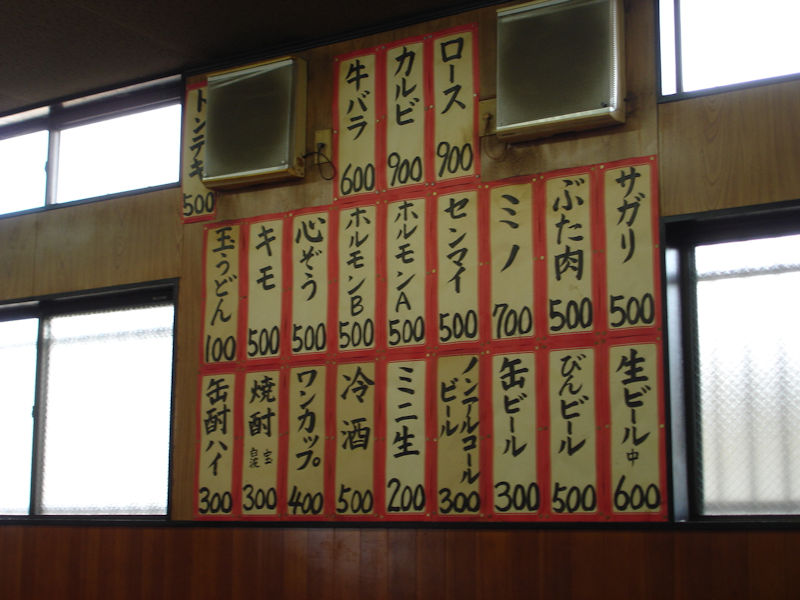 ロース
900
カルビ
900
牛バラ
600
トンテキ
500
サガリ
500
ぶた肉
500
ミノ
700
センマイ
500
ホルモンA
500
ホルモンB
500
心ぞう
500
キモ
500
玉うどん
100
生ビール中
600
びんビール
500
缶ビール
300
ノンアルコール
ビール
300
ミニ生
200
冷酒
500
ワンカップ
400
焼酎
宝
白波
300
缶酎ハイ
300